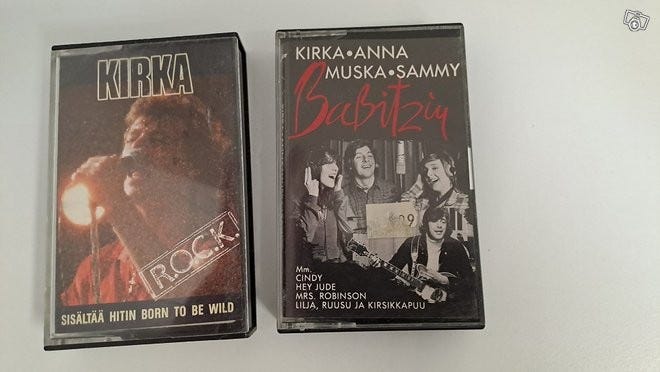 KIRKA
R.O.C.K.
SISÄLTÄÄ HITIN BORN TO BE WILD
KIRKA•ANNA
MUSKA•SAMMY
Babitzin
Mm.
CINDY
HEY JUDE
MRS. ROBINSON
LILJA, RUUSU JA KIRSIKKAPUU